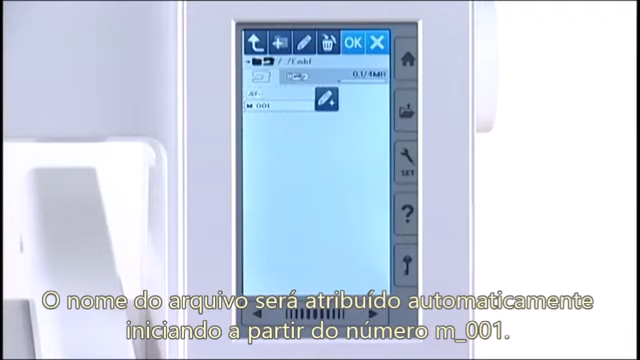 OK
/ ./Embf
0.1/4MB
M_001
SET
?
O nome do arquivo será atribuído automaticamente
iniciando a partir do número m_001.